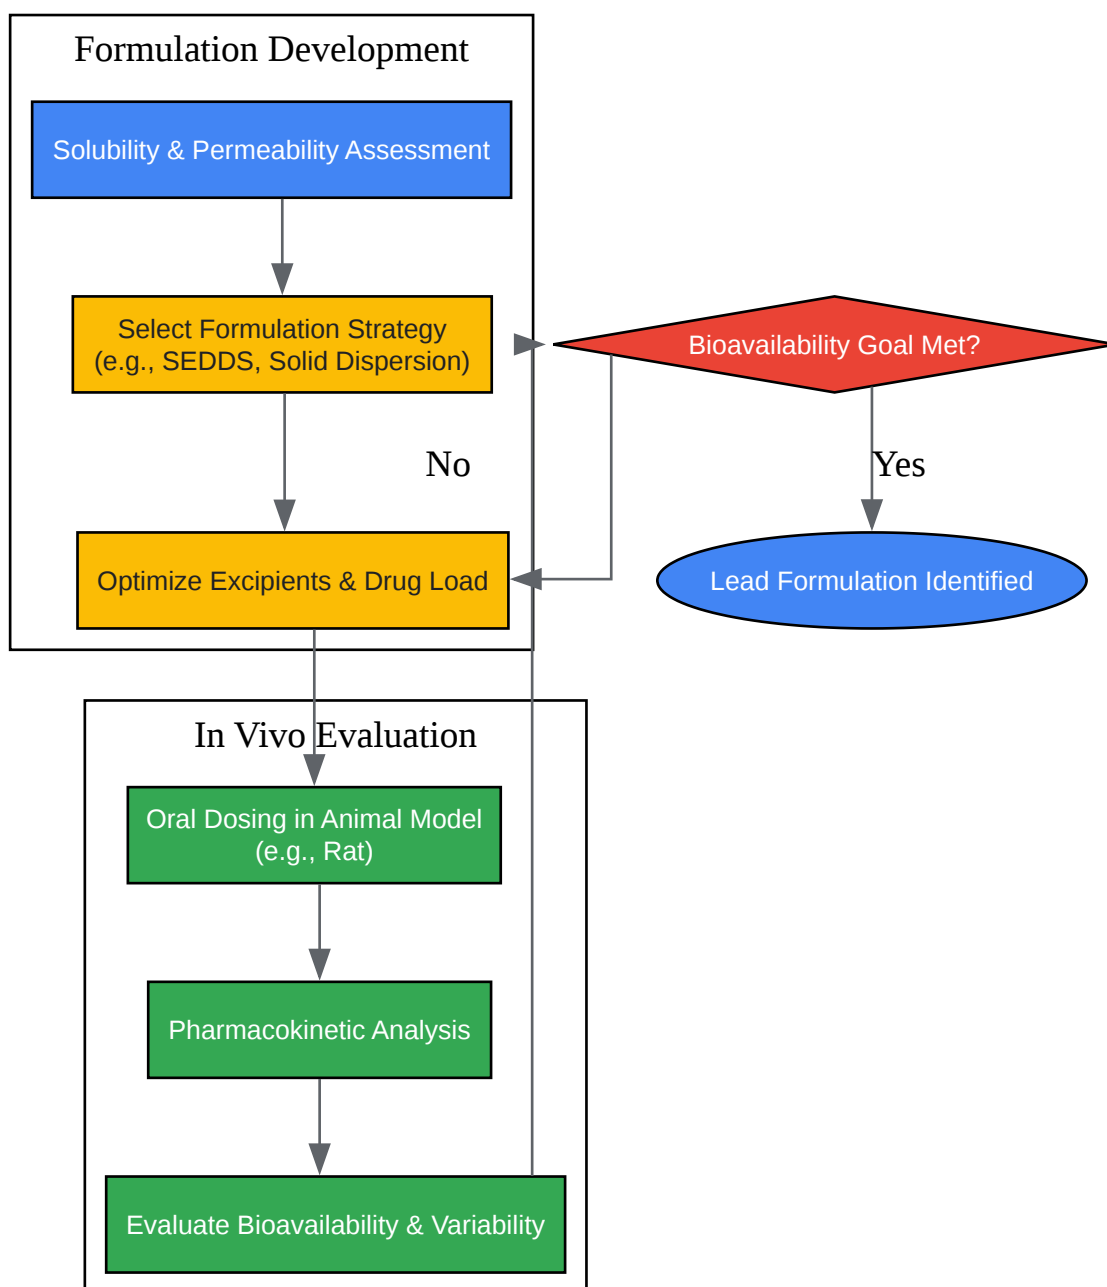 Formulation Development
Solubility & Permeability Assessment
Select Formulation Strategy
(e.g., SEDDS, Solid Dispersion)
Bioavailability Goal Met?
No
Yes
Optimize Excipients & Drug Load
Lead Formulation Identified
In Vivo Evaluation
Oral Dosing in Animal Model
(e.g., Rat)
Pharmacokinetic Analysis
Evaluate Bioavailability & Variability